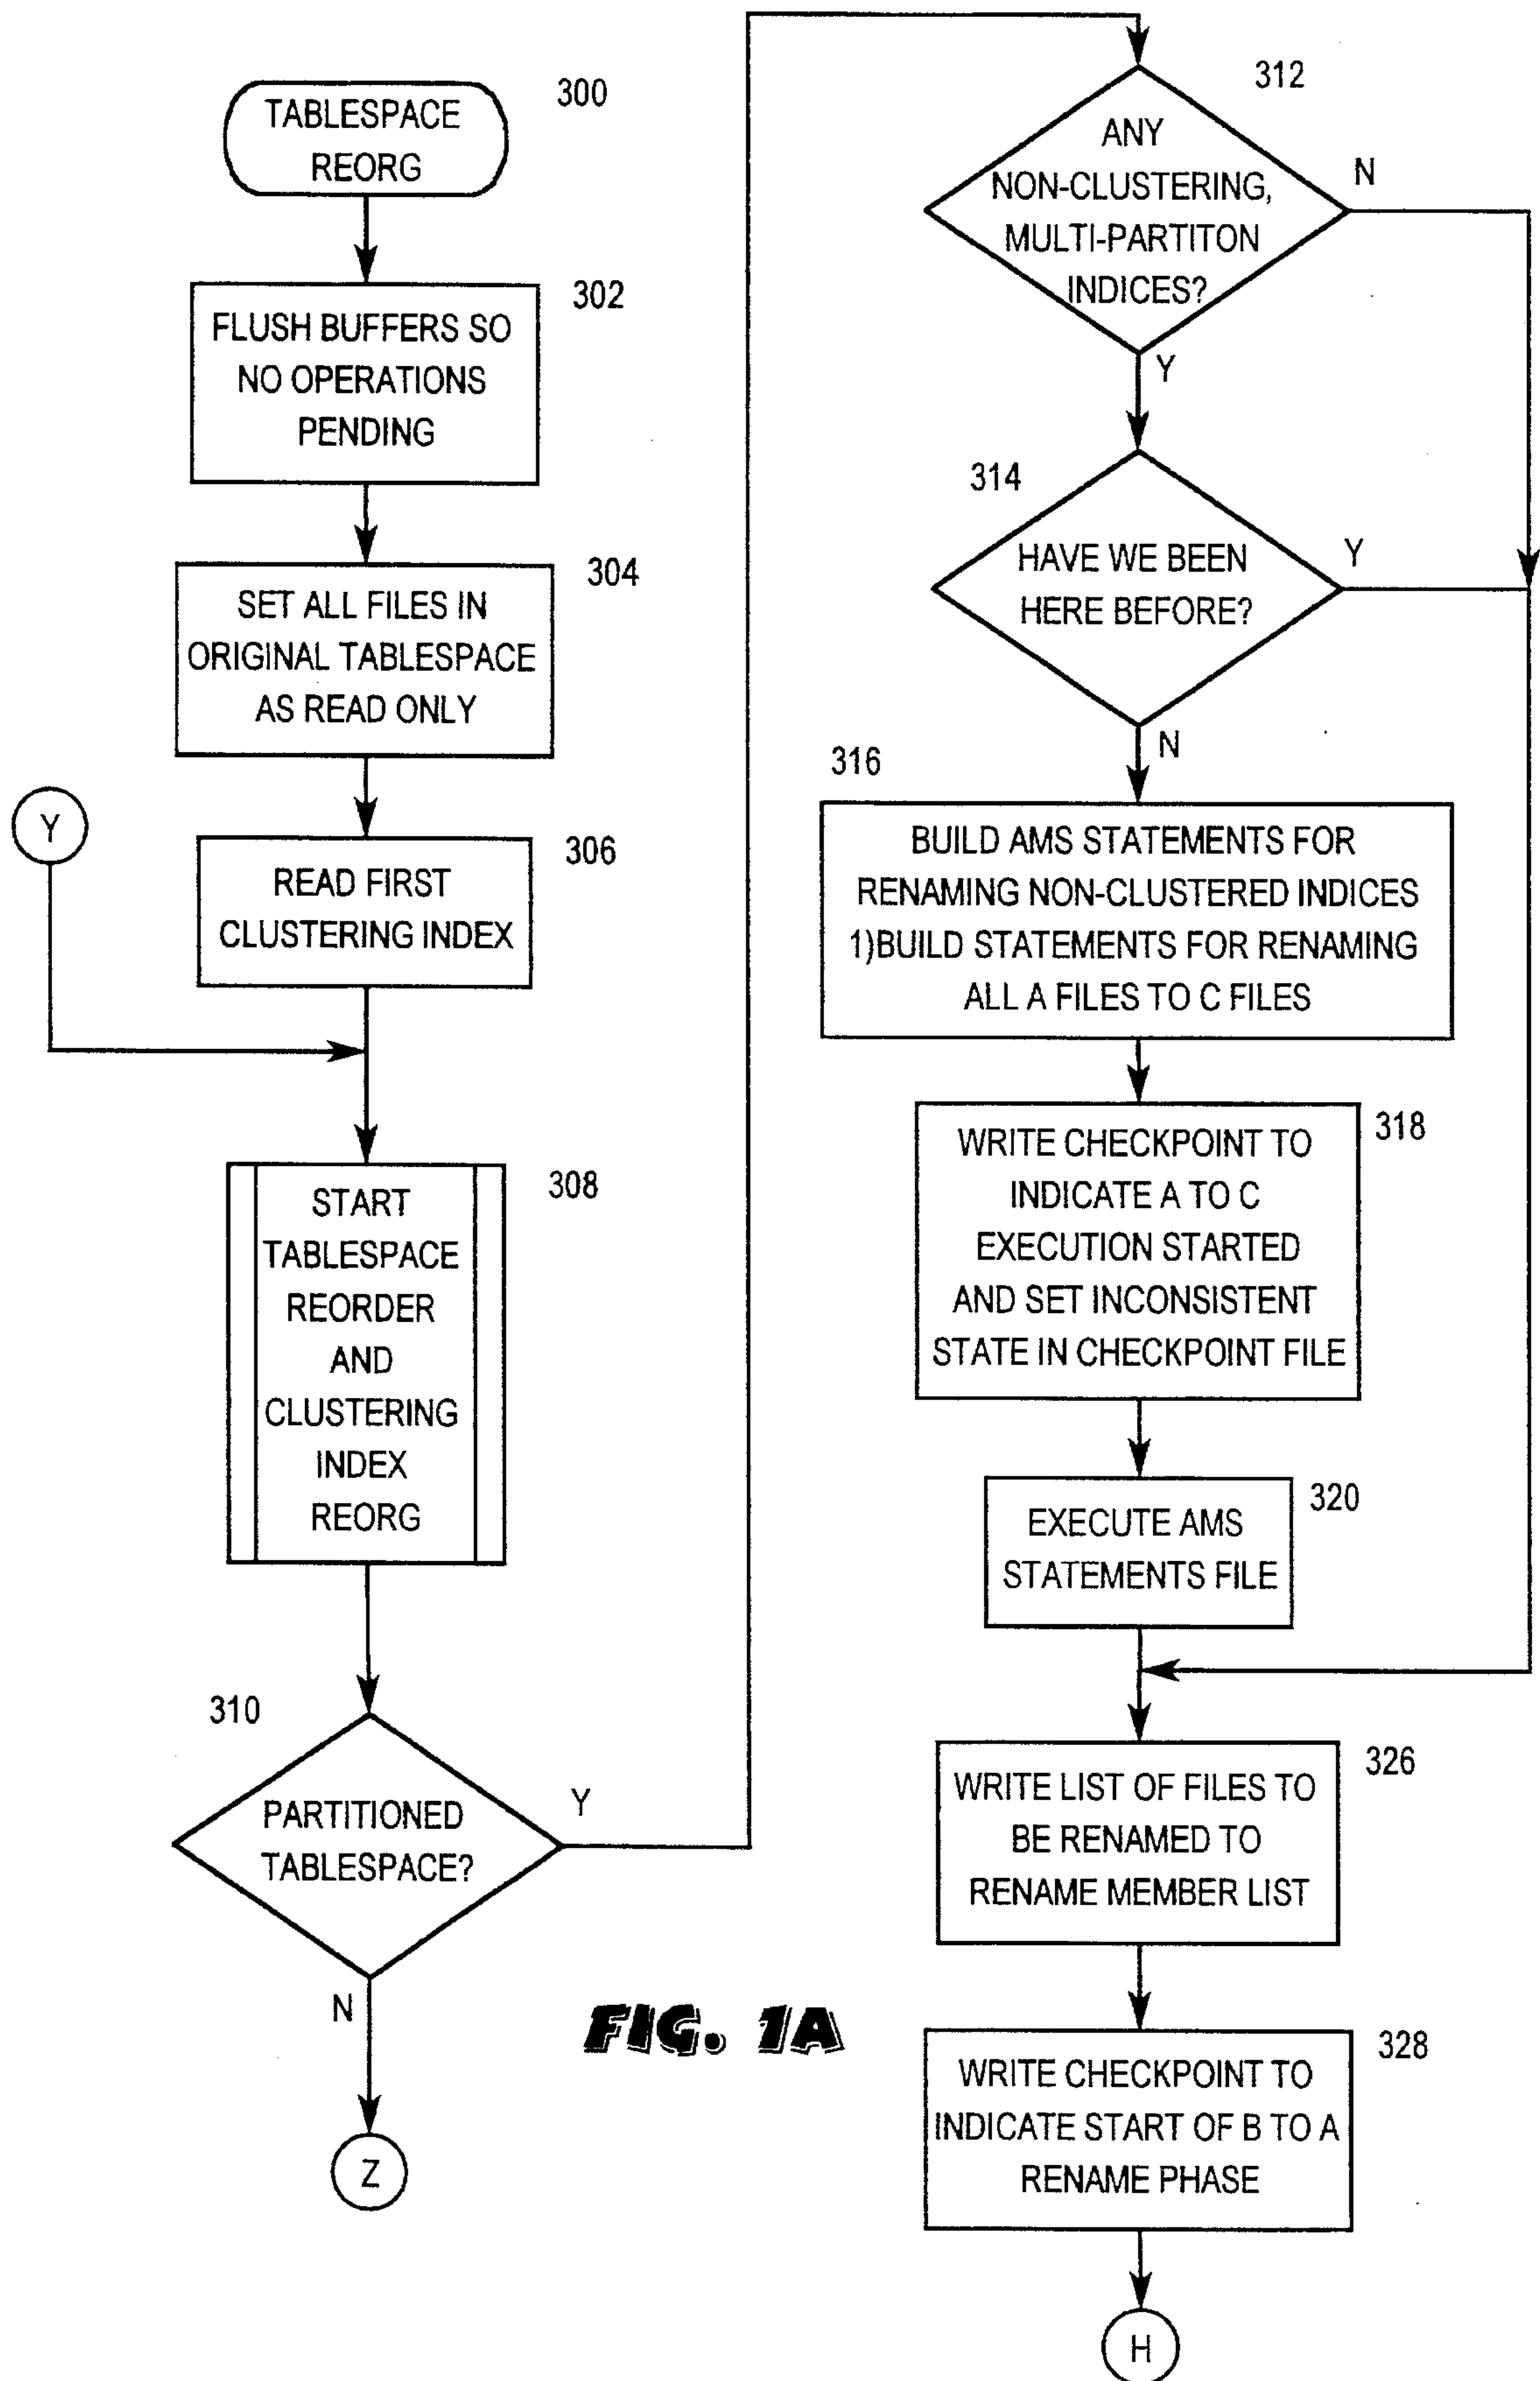 300
TABLESPACE
REORG
302
FLUSH BUFFERS SO
NO OPERATIONS
PENDING
304
SET ALL FILES IN
ORIGINAL TABLESPACE
AS READ ONLY
Y
306
READ FIRST
CLUSTERING INDEX
308
START
TABLESPACE
REORDER
AND
CLUSTERING
INDEX
REORG
310
PARTITIONED
TABLESPACE?
Y
N
Z
312
ANY
NON-CLUSTERING,
MULTI-PARTITON
INDICES?
N
Y
314
HAVE WE BEEN
HERE BEFORE?
Y
N
316
BUILD AMS STATEMENTS FOR
RENAMING NON-CLUSTERED INDICES
1)BUILD STATEMENTS FOR RENAMING
ALL A FILES TO C FILES
318
WRITE CHECKPOINT TO
INDICATE A TO C
EXECUTION STARTED
AND SET INCONSISTENT
STATE IN CHECKPOINT FILE
320
EXECUTE AMS
STATEMENTS FILE
326
WRITE LIST OF FILES TO
BE RENAMED TO
RENAME MEMBER LIST
328
WRITE CHECKPOINT TO
INDICATE START OF B TO A
RENAME PHASE
H
FIG. 1A